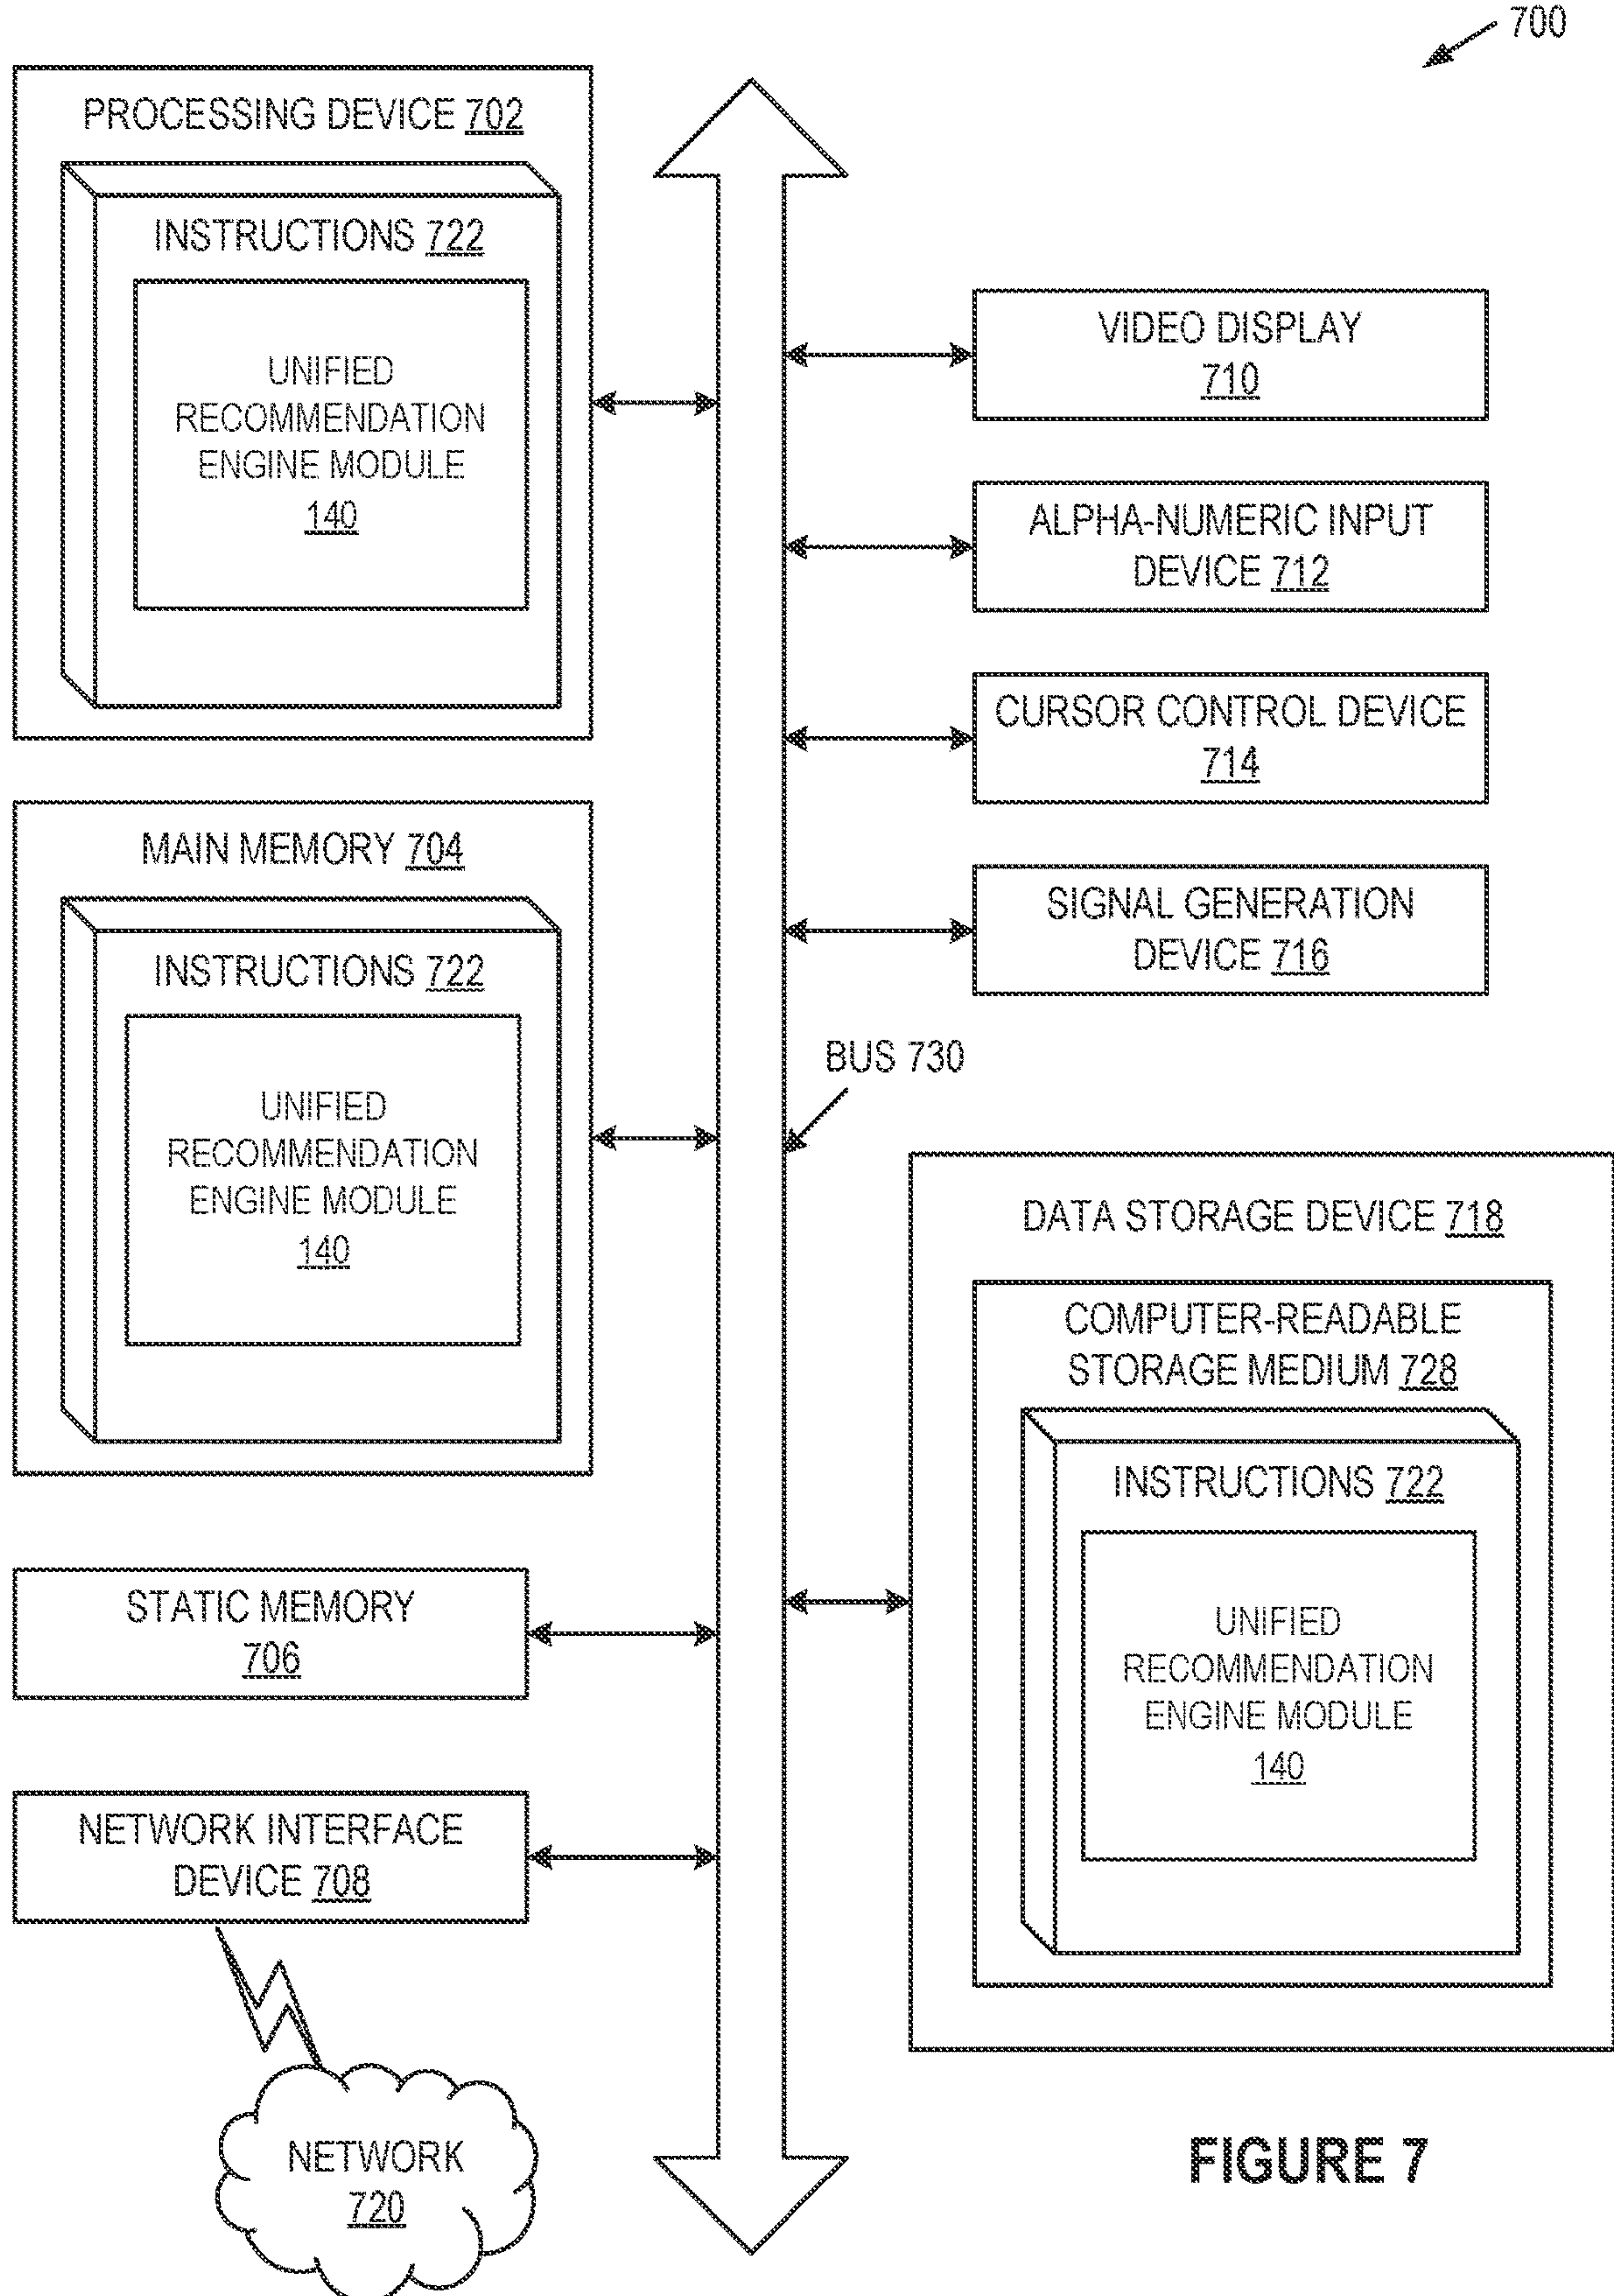 700
PROCESSING DEVICE 702
INSTRUCTIONS 722
UNIFIED
RECOMMENDATION
ENGINE MODULE
140
MAIN MEMORY 704
INSTRUCTIONS 722
UNIFIED
RECOMMENDATION
ENGINE MODULE
140
STATIC MEMORY
706
NETWORK INTERFACE
DEVICE 708
NETWORK
720
VIDEO DISPLAY
710
ALPHA-NUMERIC INPUT
DEVICE 712
CURSOR CONTROL DEVICE
714
SIGNAL GENERATION
DEVICE 716
BUS 730
DATA STORAGE DEVICE 718
COMPUTER-READABLE
STORAGE MEDIUM 728
INSTRUCTIONS 722
UNIFIED
RECOMMENDATION
ENGINE MODULE
140
FIGURE 7